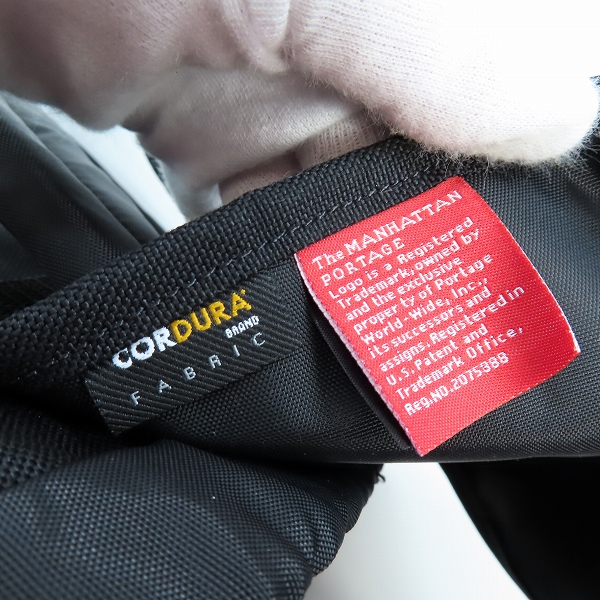 The MANHATTAN
PORTAGE
Logo is a Registered
Trademark, owned by
and the exclusive
property of Portage
World-Wide, Inc.,
its successors and
assigns. Registered in
U.S. Patent and
Trademark Office,
Reg.NO.2075388
CORDURA®
BRAND
FABRIC